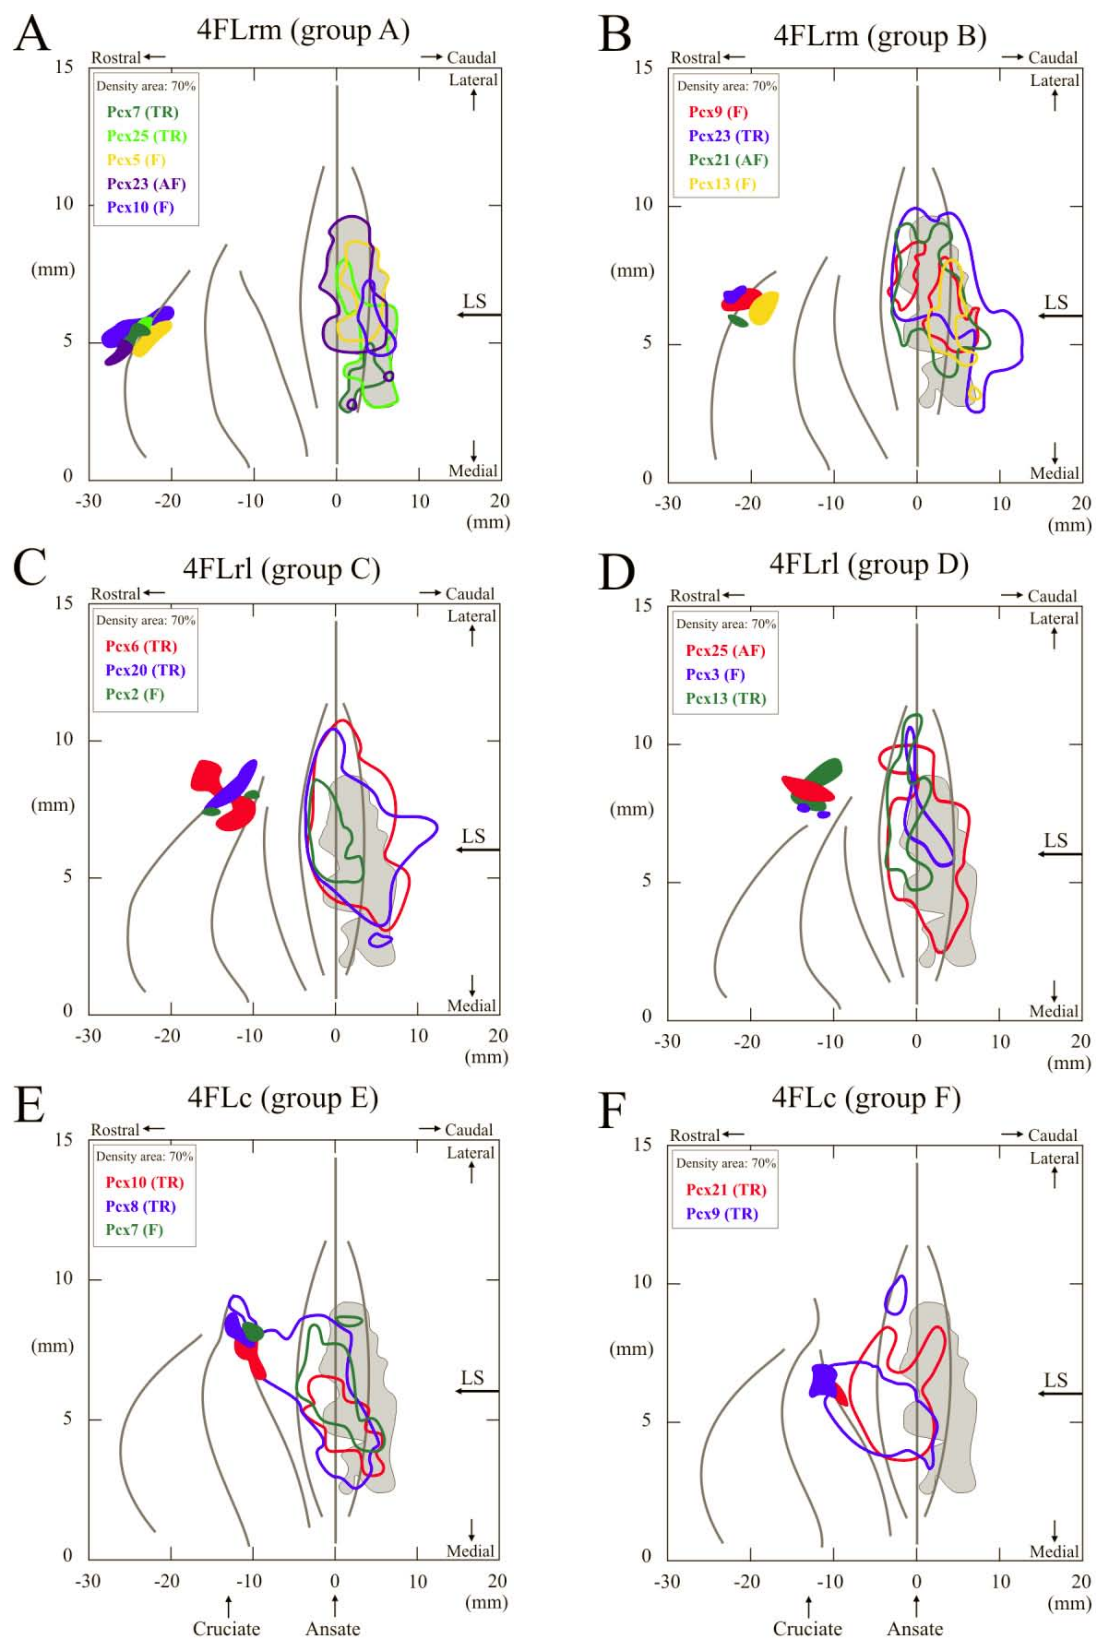 A
4FLrm (group A)
Rostral
Caudal
15
Lateral
Density area: 70%
Pcx7 (TR)
Pcx25 (TR)
Pcx5 (F)
Pcx23 (AF)
Pcx10 (F)
10
(mm)
LS
5
0
Medial
-30
-20
-10
0
10
20
(mm)
B
4FLrm (group B)
Rostral
Caudal
15
Lateral
Density area: 70%
Pcx9 (F)
Pcx23 (TR)
Pcx21 (AF)
Pcx13 (F)
10
(mm)
LS
5
0
Medial
-30
-20
-10
0
10
20
(mm)
C
4FLrl (group C)
Rostral
Caudal
15
Lateral
Density area: 70%
Pcx6 (TR)
Pcx20 (TR)
Pcx2 (F)
10
(mm)
LS
5
0
Medial
-30
-20
-10
0
10
20
(mm)
D
4FLrl (group D)
Rostral
Caudal
15
Lateral
Density area: 70%
Pcx25 (AF)
Pcx3 (F)
Pcx13 (TR)
10
(mm)
LS
5
0
Medial
-30
-20
-10
0
10
20
(mm)
E
4FLc (group E)
Rostral
Caudal
15
Lateral
Density area: 70%
Pcx10 (TR)
Pcx8 (TR)
Pcx7 (F)
10
(mm)
LS
5
0
Medial
-30
-20
-10
0
10
20
(mm)
Cruciate
Ansate
F
4FLc (group F)
Rostral
Caudal
15
Lateral
Density area: 70%
Pcx21 (TR)
Pcx9 (TR)
10
(mm)
LS
5
0
Medial
-30
-20
-10
0
10
20
(mm)
Cruciate
Ansate